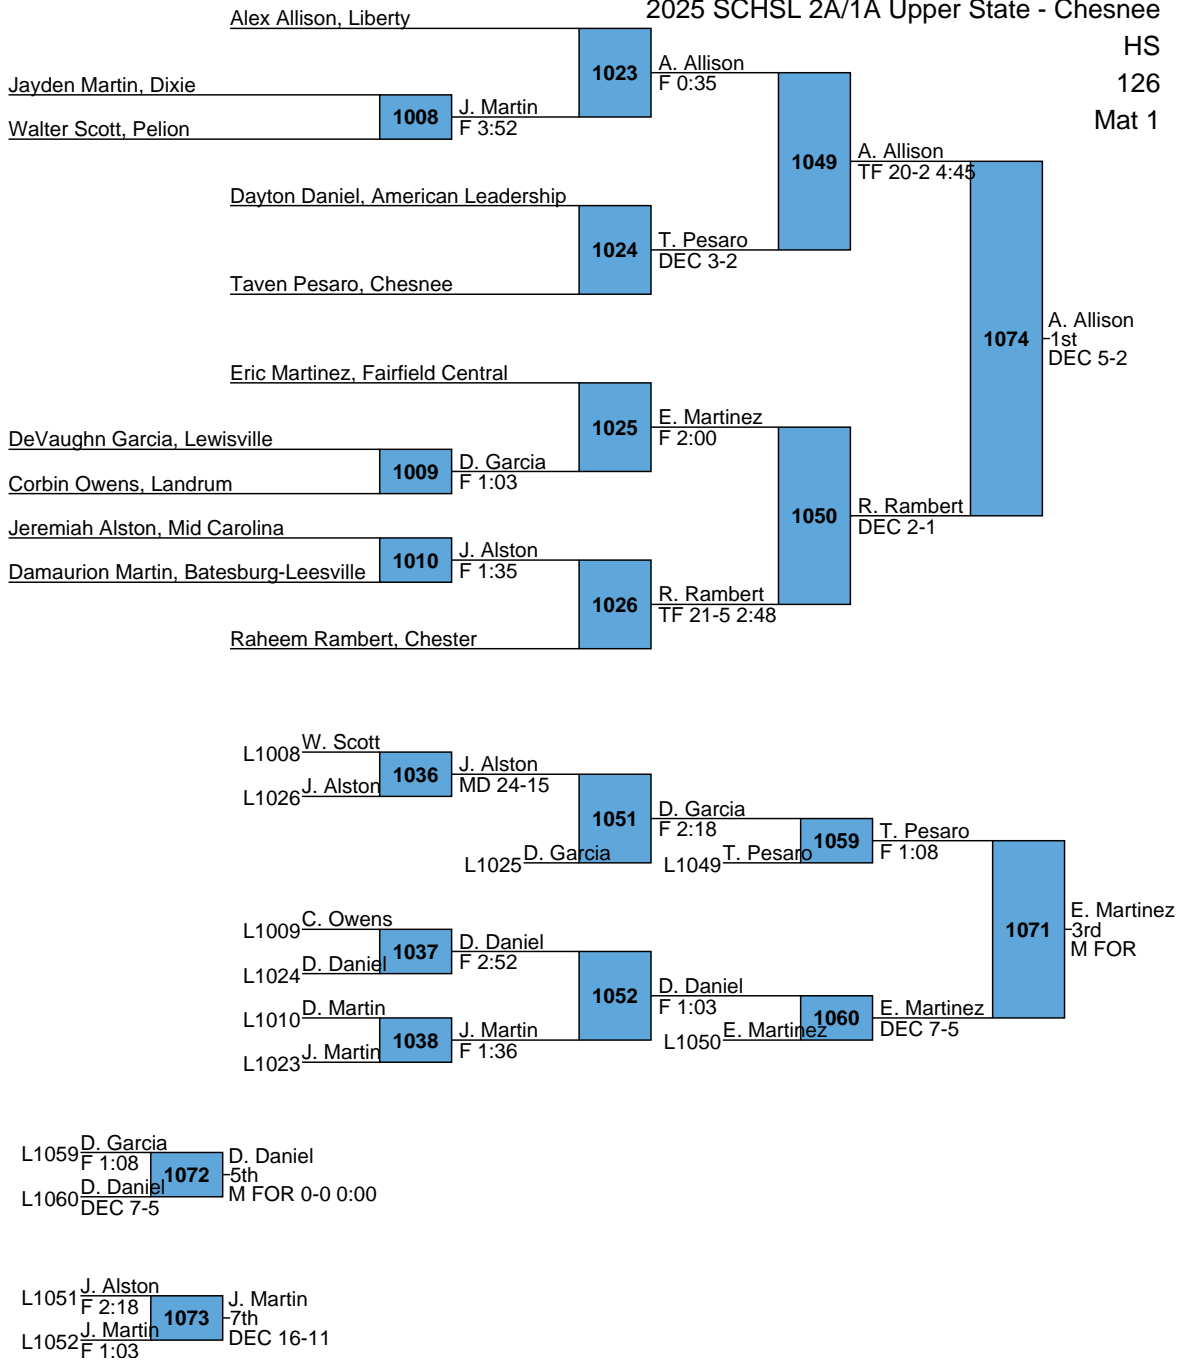 2025 SCHSL 2A/1A Upper State - Chesnee
HS
126
Mat 1
Alex Allison, Liberty
1023
A. Allison
F 0:35
Jayden Martin, Dixie
1008
J. Martin
F 3:52
Walter Scott, Pelion
1049
A. Allison
TF 20-2 4:45
Dayton Daniel, American Leadership
1024
T. Pesaro
DEC 3-2
Taven Pesaro, Chesnee
1074
A. Allison
1st
DEC 5-2
Eric Martinez, Fairfield Central
1025
E. Martinez
F 2:00
DeVaughn Garcia, Lewisville
1009
D. Garcia
F 1:03
Corbin Owens, Landrum
1050
R. Rambert
DEC 2-1
Jeremiah Alston, Mid Carolina
1010
J. Alston
F 1:35
Damaurion Martin, Batesburg-Leesville
1026
R. Rambert
TF 21-5 2:48
Raheem Rambert, Chester
L1008 W. Scott
1036
J. Alston
MD 24-15
L1026 J. Alston
1051
D. Garcia
F 2:18
L1025 D. Garcia
1059
T. Pesaro
F 1:08
L1049 T. Pesaro
1071
E. Martinez
3rd
M FOR
L1009 C. Owens
1037
D. Daniel
F 2:52
L1024 D. Daniel
1052
D. Daniel
F 1:03
L1010 D. Martin
1038
J. Martin
F 1:36
L1023 J. Martin
1060
E. Martinez
DEC 7-5
L1050 E. Martinez
L1059 D. Garcia
F 1:08
1072
D. Daniel
5th
M FOR 0-0 0:00
L1060 D. Daniel
DEC 7-5
L1051 J. Alston
F 2:18
1073
J. Martin
7th
DEC 16-11
L1052 J. Martin
F 1:03